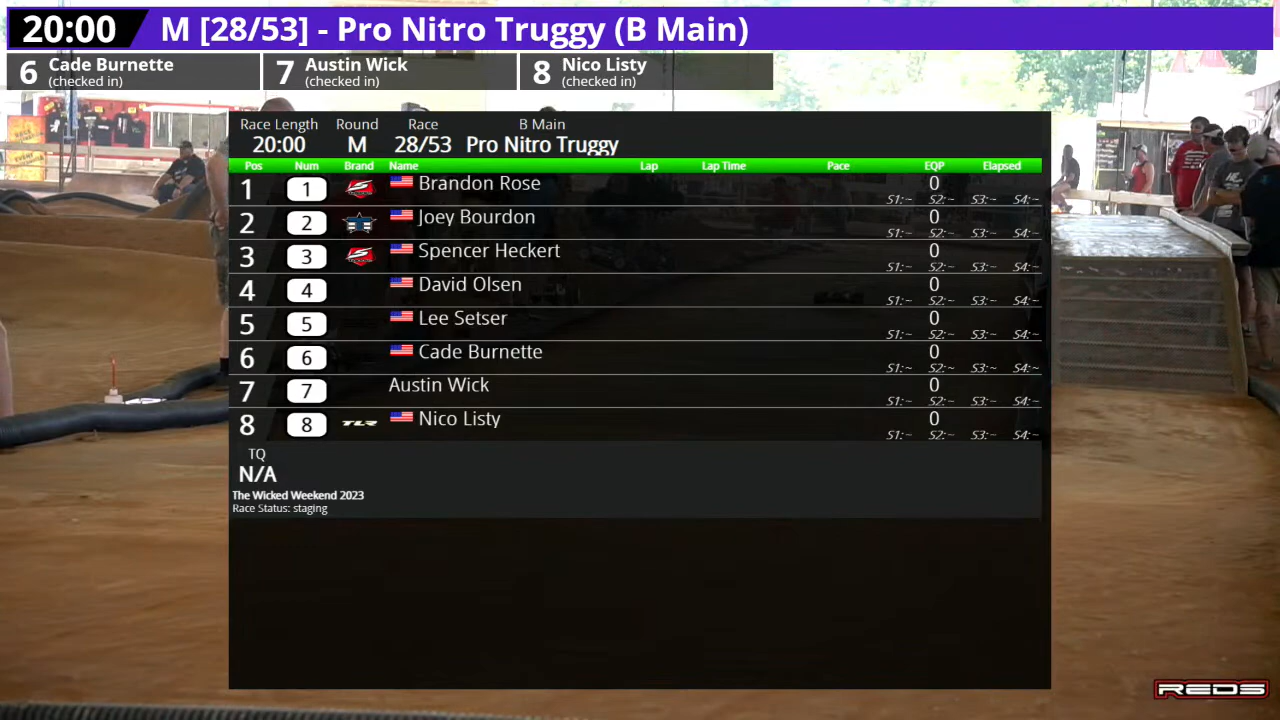 20:00 M [28/53] - Pro Nitro Truggy (B Main)
6 Cade Burnette (checked in)
7 Austin Wick (checked in)
8 Nico Listy (checked in)
Race Length Round Race B Main
20:00 M 28/53 Pro Nitro Truggy
Pos Num Brand Name Lap Lap Time Pace EQP Elapsed
1 1 Brandon Rose 0
S1:~ S2:~ S3:~ S4:~
2 2 Joey Bourdon 0
S1:~ S2:~ S3:~ S4:~
3 3 Spencer Heckert 0
S1:~ S2:~ S3:~ S4:~
4 4 David Olsen 0
S1:~ S2:~ S3:~ S4:~
5 5 Lee Setser 0
S1:~ S2:~ S3:~ S4:~
6 6 Cade Burnette 0
S1:~ S2:~ S3:~ S4:~
7 7 Austin Wick 0
S1:~ S2:~ S3:~ S4:~
8 8 TLR Nico Listy 0
S1:~ S2:~ S3:~ S4:~
TQ
N/A
The Wicked Weekend 2023
Race Status: staging
REDS